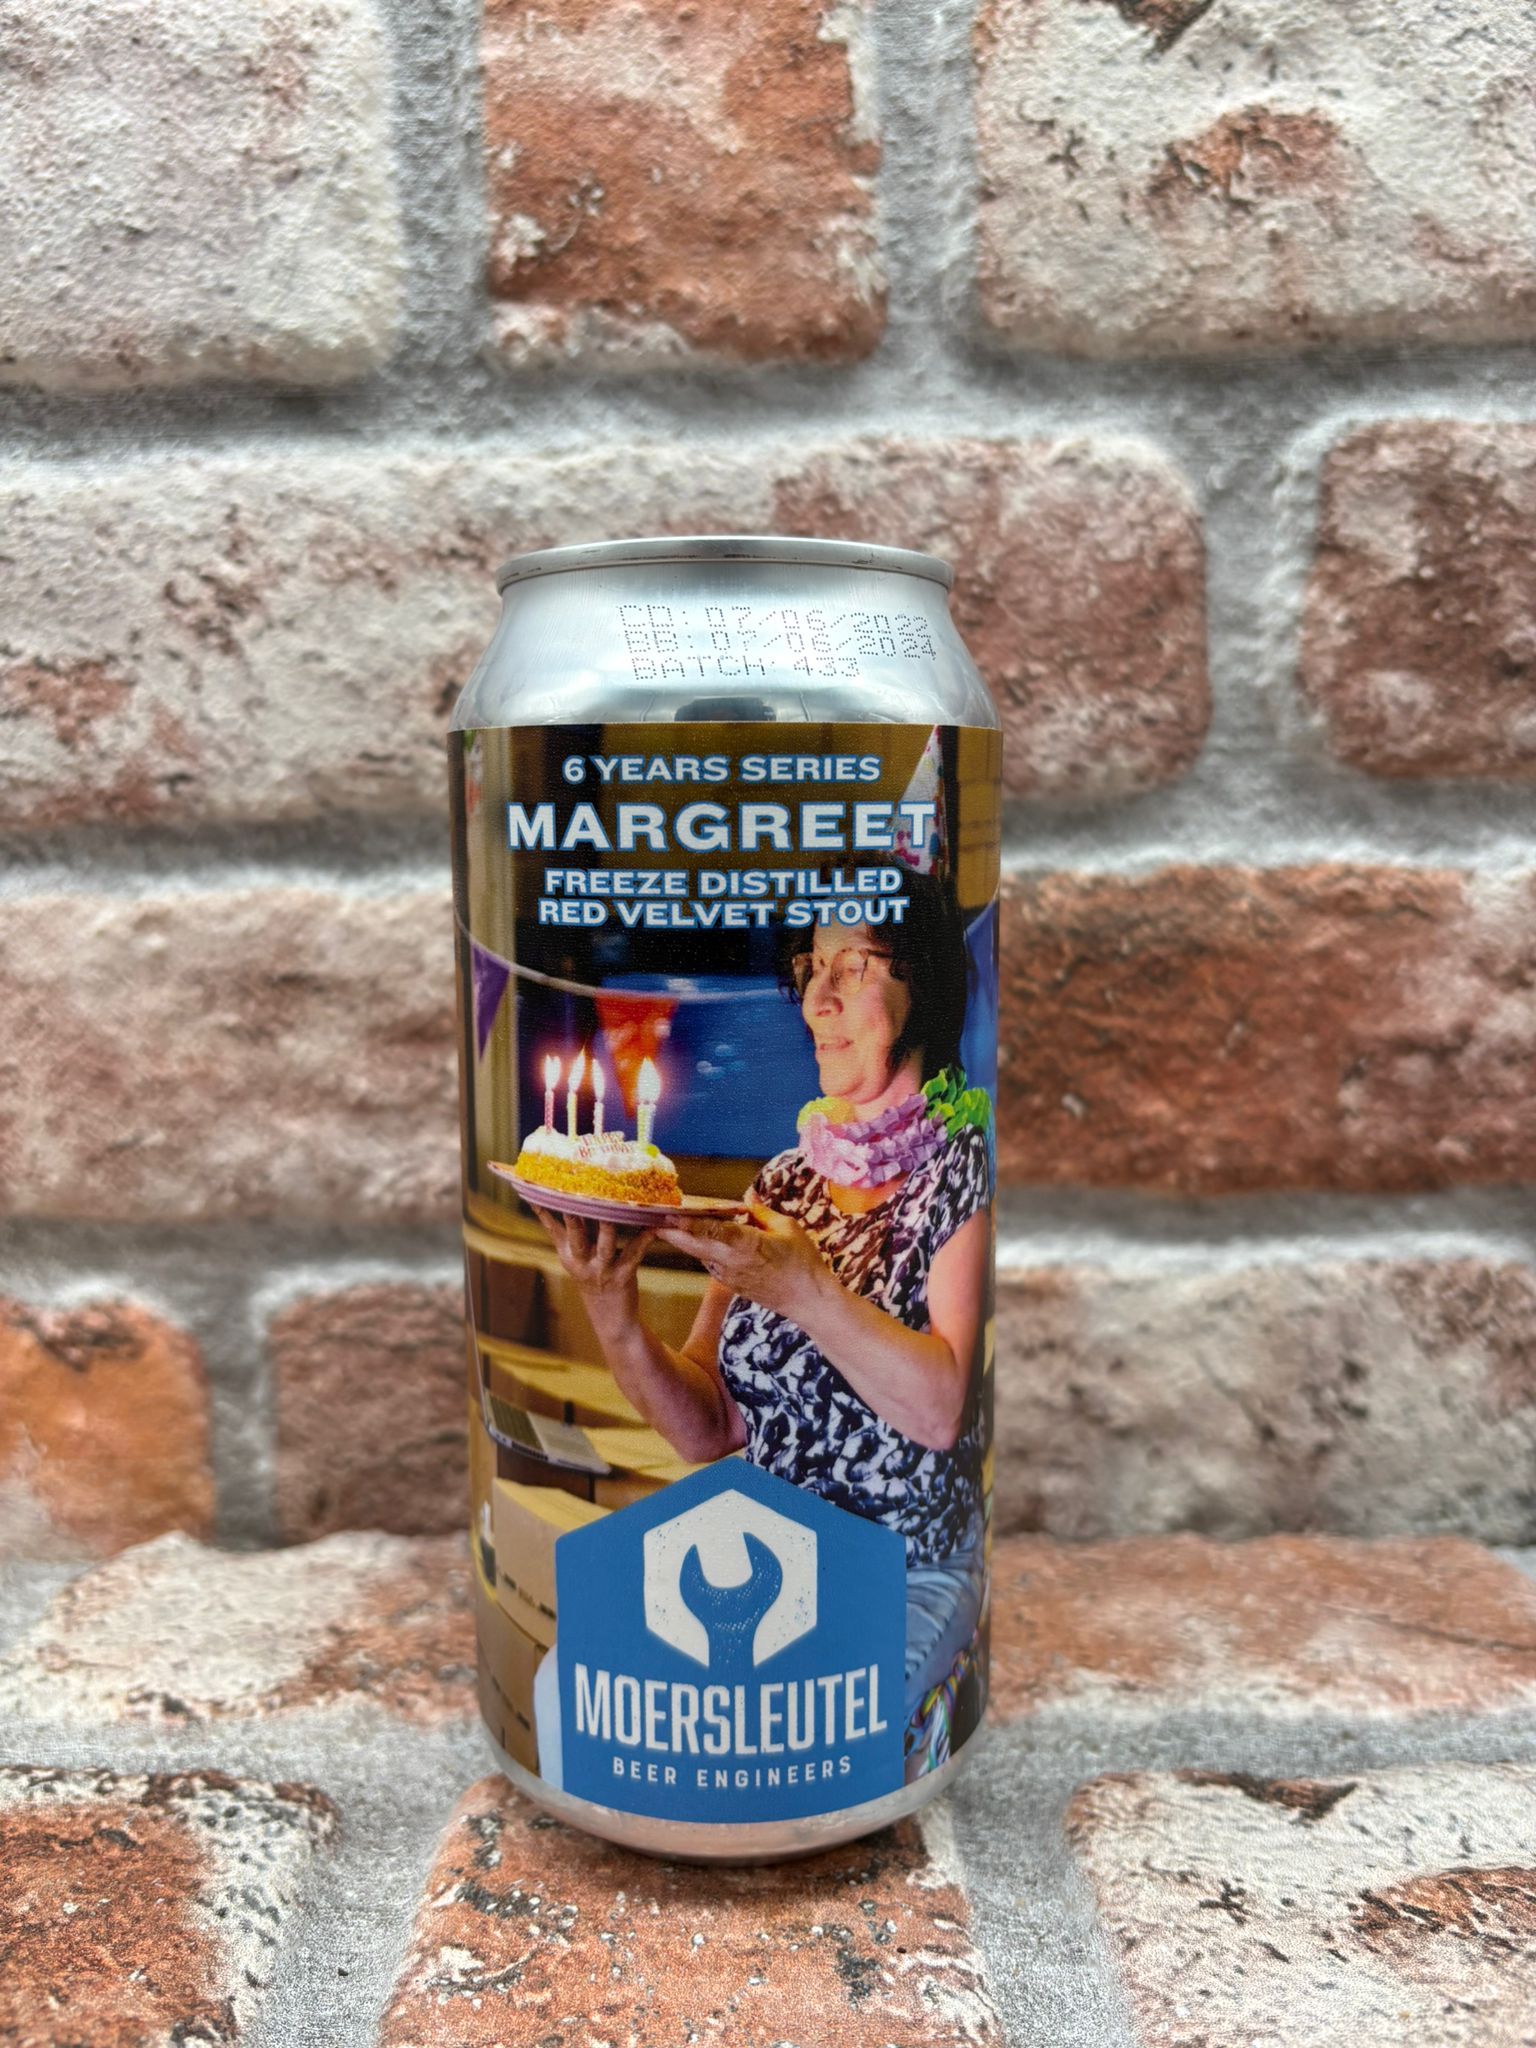 CD: 07/06/2022
BB: 07/06/2024
BATCH: 433
6 YEARS SERIES
MARGREET
FREEZE DISTILLED
RED VELVET STOUT
MOERSLEUTEL
BEER ENGINEERS